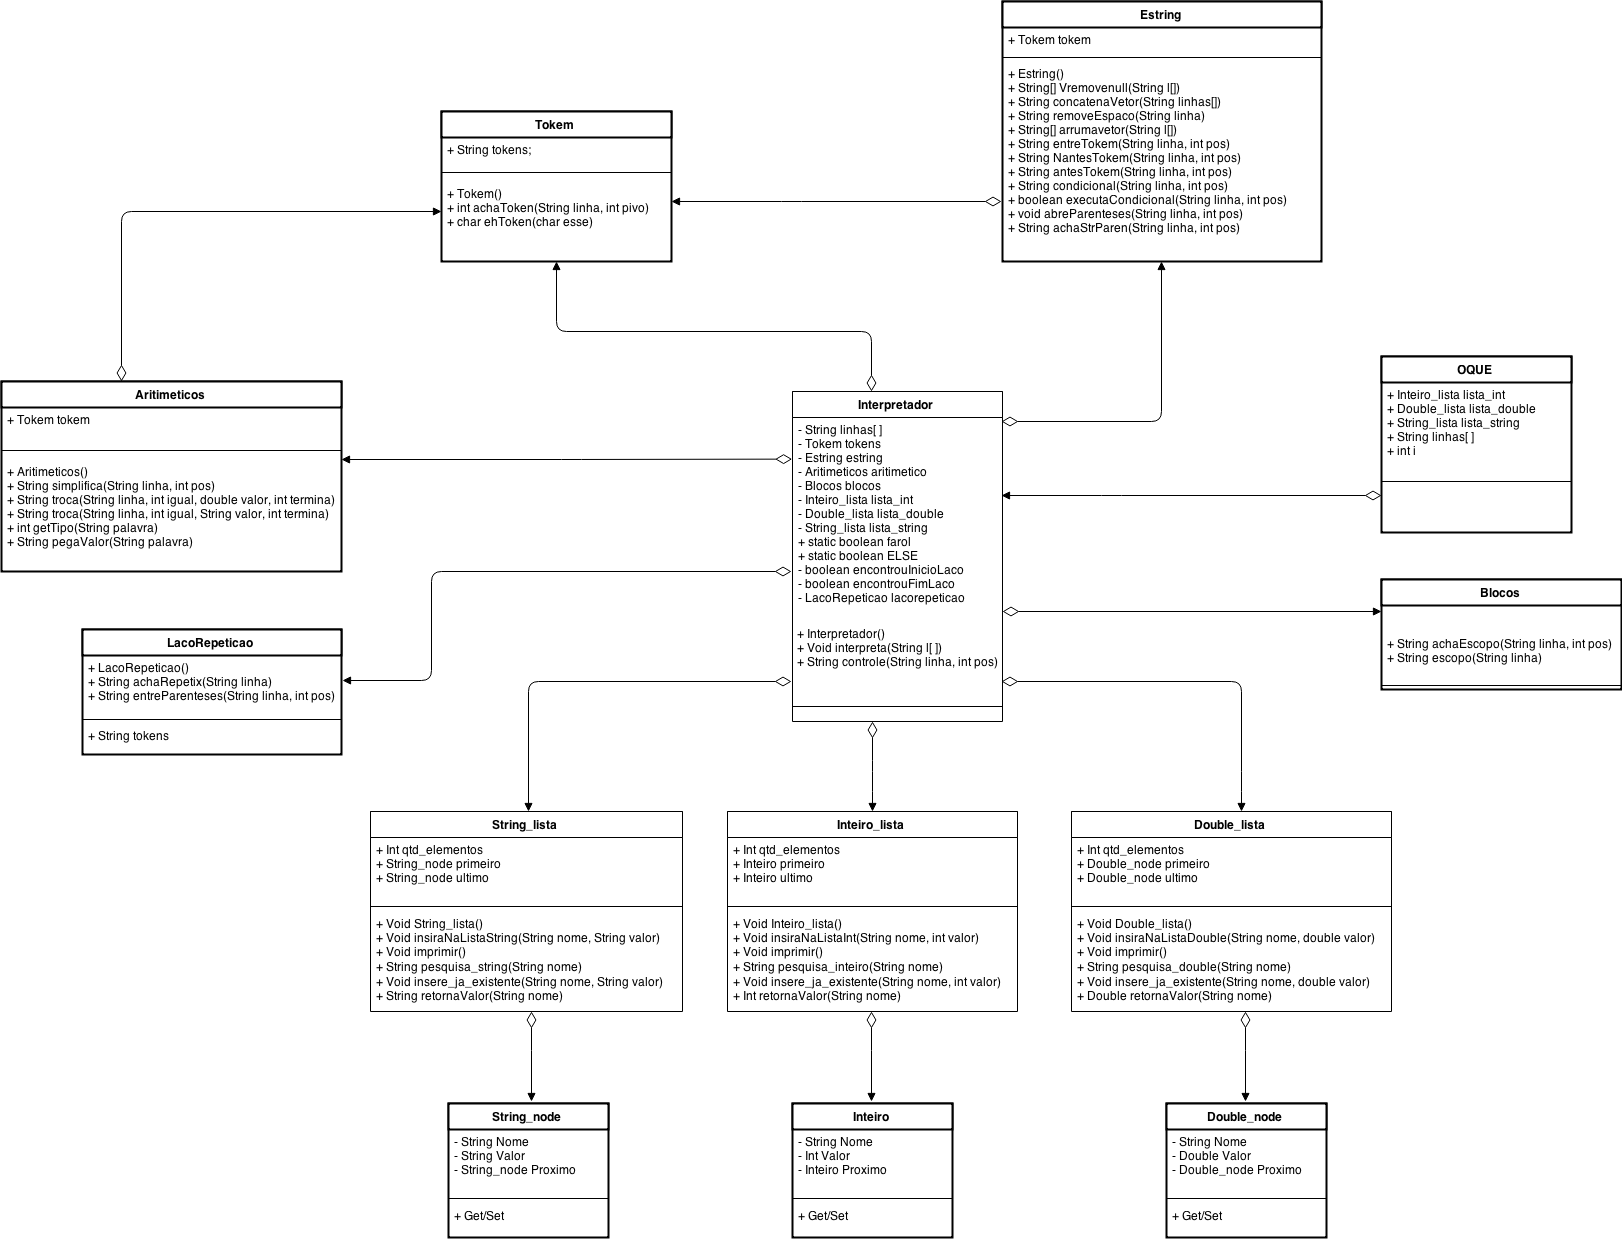 Estring
+ Tokem tokem
+ Estring()
+ String[] Vremovenull(String l[])
+ String concatenaVetor(String linhas[])
+ String removeEspaco(String linha)
+ String[] arrumavetor(String l[])
+ String entreTokem(String linha, int pos)
+ String NantesTokem(String linha, int pos)
+ String antesTokem(String linha, int pos)
+ String condicional(String linha, int pos)
+ boolean executaCondicional(String linha, int pos)
+ void abreParenteses(String linha, int pos)
+ String achaStrParen(String linha, int pos)
Tokem
+ String tokens;
+ Tokem()
+ int achaToken(String linha, int pivo)
+ char ehToken(char esse)
Aritimeticos
+ Tokem tokem
+ Aritimeticos()
+ String simplifica(String linha, int pos)
+ String troca(String linha, int igual, double valor, int termina)
+ String troca(String linha, int igual, String valor, int termina)
+ int getTipo(String palavra)
+ String pegaValor(String palavra)
Interpretador
- String linhas[ ]
- Tokem tokens
- Estring estring
- Aritimeticos aritimetico
- Blocos blocos
- Inteiro_lista lista_int
- Double_lista lista_double
- String_lista lista_string
+ static boolean farol
+ static boolean ELSE
- boolean encontrouInicioLaco
- boolean encontrouFimLaco
- LacoRepeticao lacorepeticao
+ Interpretador()
+ Void interpreta(String l[ ])
+ String controle(String linha, int pos)
OQUE
+ Inteiro_lista lista_int
+ Double_lista lista_double
+ String_lista lista_string
+ String linhas[ ]
+ int i
Blocos
+ String achaEscopo(String linha, int pos)
+ String escopo(String linha)
LacoRepeticao
+ LacoRepeticao()
+ String achaRepetix(String linha)
+ String entreParenteses(String linha, int pos)
+ String tokens
String_lista
+ Int qtd_elementos
+ String_node primeiro
+ String_node ultimo
+ Void String_lista()
+ Void insiraNaListaString(String nome, String valor)
+ Void imprimir()
+ String pesquisa_string(String nome)
+ Void insere_ja_existente(String nome, String valor)
+ String retornaValor(String nome)
Inteiro_lista
+ Int qtd_elementos
+ Inteiro primeiro
+ Inteiro ultimo
+ Void Inteiro_lista()
+ Void insiraNaListaInt(String nome, int valor)
+ Void imprimir()
+ String pesquisa_inteiro(String nome)
+ Void insere_ja_existente(String nome, int valor)
+ Int retornaValor(String nome)
Double_lista
+ Int qtd_elementos
+ Double_node primeiro
+ Double_node ultimo
+ Void Double_lista()
+ Void insiraNaListaDouble(String nome, double valor)
+ Void imprimir()
+ String pesquisa_double(String nome)
+ Void insere_ja_existente(String nome, double valor)
+ Double retornaValor(String nome)
String_node
- String Nome
- String Valor
- String_node Proximo
+ Get/Set
Inteiro
- String Nome
- Int Valor
- Inteiro Proximo
+ Get/Set
Double_node
- String Nome
- Double Valor
- Double_node Proximo
+ Get/Set